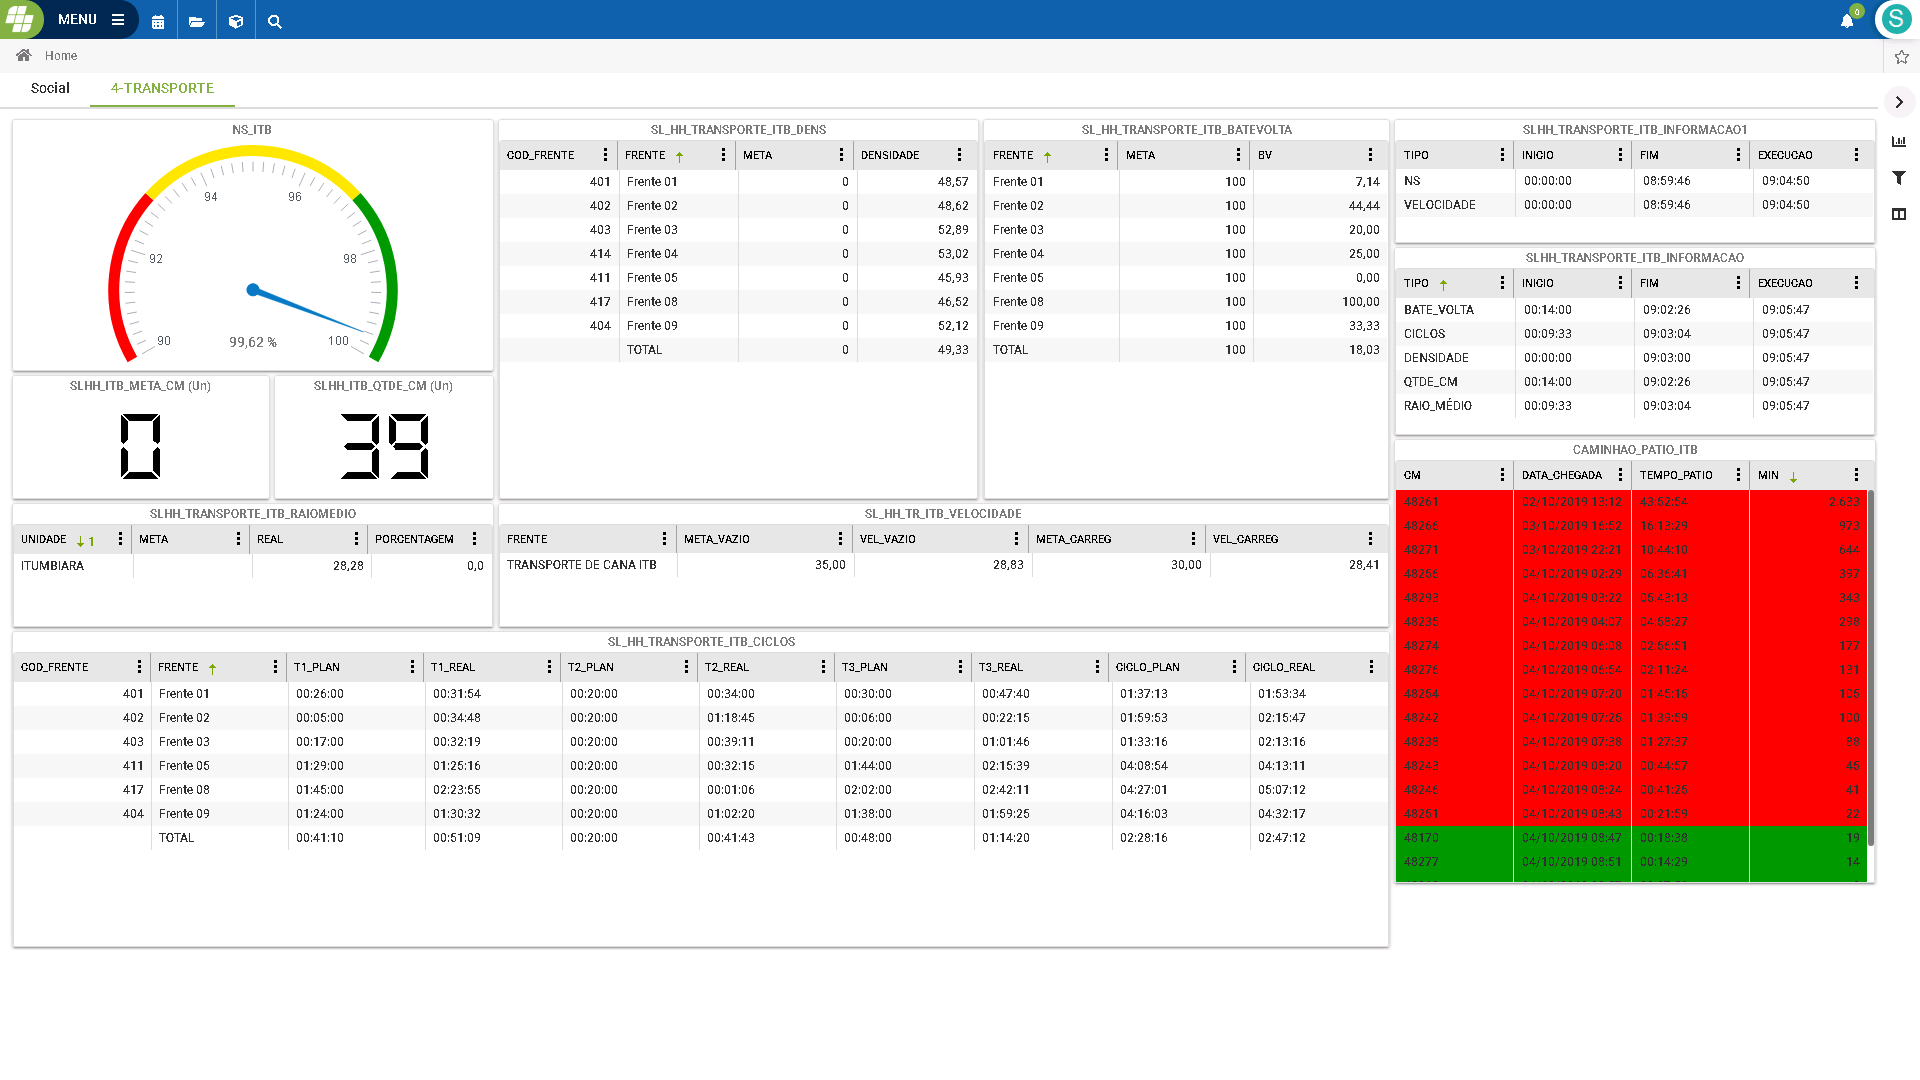 MENU
0
S
Home
Social 4-TRANSPORTE
NS_ITB
94 96
92 98
90 99,62 % 100
SLHH_ITB_META_CM (Un)
0
SLHH_ITB_QTDE_CM (Un)
39
SL_HH_TRANSPORTE_ITB_DENS
COD_FRENTE FRENTE META DENSIDADE
401 Frente 01 0 48,57
402 Frente 02 0 48,62
403 Frente 03 0 52,89
414 Frente 04 0 53,02
411 Frente 05 0 45,93
417 Frente 08 0 46,52
404 Frente 09 0 52,12
TOTAL 0 49,33
SL_HH_TRANSPORTE_ITB_BATEVOLTA
FRENTE META BV
Frente 01 100 7,14
Frente 02 100 44,44
Frente 03 100 20,00
Frente 04 100 25,00
Frente 05 100 0,00
Frente 08 100 100,00
Frente 09 100 33,33
TOTAL 100 18,03
SLHH_TRANSPORTE_ITB_INFORMACAO1
TIPO INICIO FIM EXECUCAO
NS 00:00:00 08:59:46 09:04:50
VELOCIDADE 00:00:00 08:59:46 09:04:50
SLHH_TRANSPORTE_ITB_INFORMACAO
TIPO INICIO FIM EXECUCAO
BATE_VOLTA 00:14:00 09:02:26 09:05:47
CICLOS 00:09:33 09:03:04 09:05:47
DENSIDADE 00:00:00 09:03:00 09:05:47
QTDE_CM 00:14:00 09:02:26 09:05:47
RAIO_MÉDIO 00:09:33 09:03:04 09:05:47
SLHH_TRANSPORTE_ITB_RAIOMEDIO
UNIDADE 1 META REAL PORCENTAGEM
ITUMBIARA 28,28 0,0
SL_HH_TR_ITB_VELOCIDADE
FRENTE META_VAZIO VEL_VAZIO META_CARREG VEL_CARREG
TRANSPORTE DE CANA ITB 35,00 28,83 30,00 28,41
CAMINHAO_PATIO_ITB
CM DATA_CHEGADA TEMPO_PATIO MIN
48261 02/10/2019 13:12 43:52:54 2.633
48266 03/10/2019 16:52 16:13:29 973
48271 03/10/2019 22:21 10:44:10 644
48256 04/10/2019 02:29 06:36:41 397
48293 04/10/2019 03:22 05:43:13 343
48236 04/10/2019 04:07 04:58:27 298
48274 04/10/2019 06:08 02:56:51 177
48276 04/10/2019 06:54 02:11:24 131
48254 04/10/2019 07:20 01:45:15 105
48242 04/10/2019 07:25 01:39:59 100
48238 04/10/2019 07:38 01:27:37 88
48243 04/10/2019 08:20 00:44:57 45
48246 04/10/2019 08:24 00:41:25 41
48251 04/10/2019 08:43 00:21:59 22
48170 04/10/2019 08:47 00:18:38 19
48277 04/10/2019 08:51 00:14:29 14
SL_HH_TRANSPORTE_ITB_CICLOS
COD_FRENTE FRENTE T1_PLAN T1_REAL T2_PLAN T2_REAL T3_PLAN T3_REAL CICLO_PLAN CICLO_REAL
401 Frente 01 00:26:00 00:31:54 00:20:00 00:34:00 00:30:00 00:47:40 01:37:13 01:53:34
402 Frente 02 00:05:00 00:34:48 00:20:00 01:18:45 00:06:00 00:22:15 01:59:53 02:15:47
403 Frente 03 00:17:00 00:32:19 00:20:00 00:39:11 00:20:00 01:01:46 01:33:16 02:13:16
411 Frente 05 01:29:00 01:25:16 00:20:00 00:32:15 01:44:00 02:15:39 04:08:54 04:13:11
417 Frente 08 01:45:00 02:23:55 00:20:00 00:01:06 02:02:00 02:42:11 04:27:01 05:07:12
404 Frente 09 01:24:00 01:30:32 00:20:00 01:02:20 01:38:00 01:59:25 04:16:03 04:32:17
TOTAL 00:41:10 00:51:09 00:20:00 00:41:43 00:48:00 01:14:20 02:28:16 02:47:12